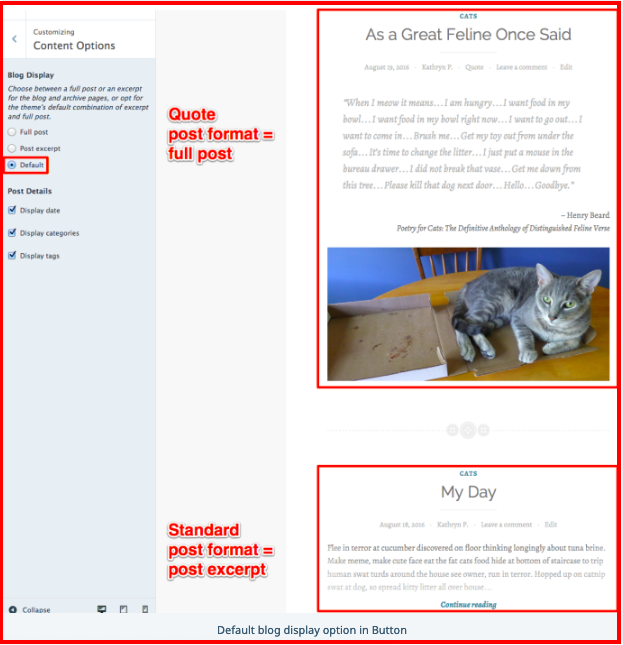 Customizing
Content Options
Blog Display
Choose between a full post or an excerpt
for the blog and archive pages, or opt for
the theme's default combination of excerpt
and full post.
Full post
Post excerpt
Default
Post Details
Display date
Display categories
Display tags
Collapse
Quote
post format =
full post
Standard
post format =
post excerpt
CATS
As a Great Feline Once Said
August 19, 2016 · Kathryn P. · Quote · Leave a comment · Edit
"When I meow it means…I am hungry…I want food in my
bowl…I want food in my bowl right now…I want to go out…I
want to come in…Brush me…Get my toy out from under the
sofa…It's time to change the litter…I just put a mouse in the
bureau drawer…I did not break that vase…Get me down from
this tree…Please kill that dog next door…Hello…Goodbye."
– Henry Beard
Poetry for Cats: The Definitive Anthology of Distinguished Feline Verse
CATS
My Day
August 18, 2016 · Kathryn P. · Leave a comment · Edit
Flee in terror at cucumber discovered on floor thinking longingly about tuna brine.
Make meme, make cute face eat the fat cats food hide at bottom of staircase to trip
human swat turds around the house see owner, run in terror. Hopped up on catnip
swat at dog, so spread kitty litter all over house…
Continue reading
Default blog display option in Button